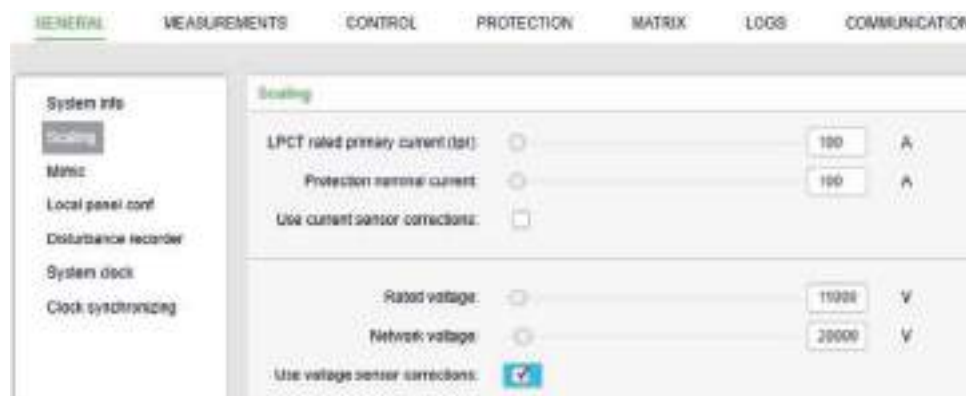 GENERAL MEASUREMENTS CONTROL PROTECTION MATRIX LOGS COMMUNICATION
System info
Scaling
Mimic
Local panel conf
Disturbance recorder
System clock
Clock synchronizing
Scaling
LPCT rated primary current (Ipr): 100 A
Protection nominal current: 100 A
Use current sensor corrections:
Rated voltage: V
Network voltage: 20000 V
Use voltage sensor corrections: